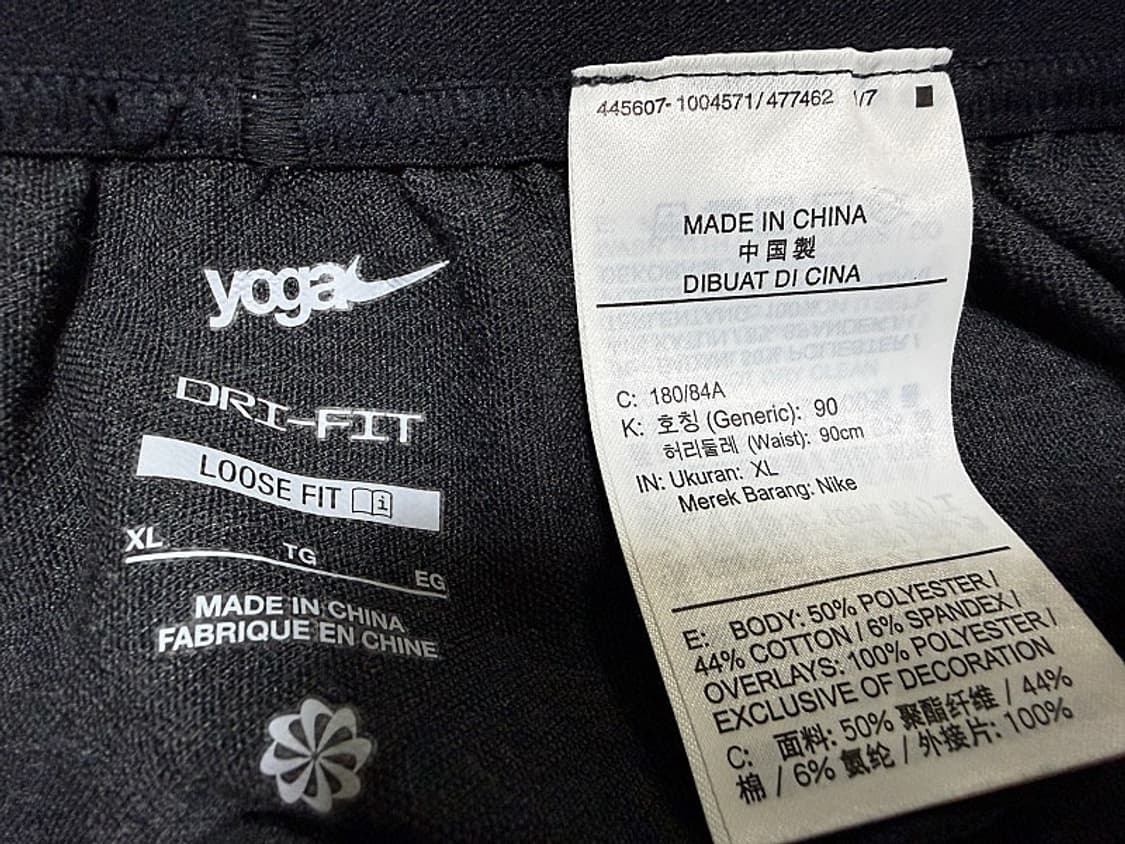 yoga
DRI-FIT
LOOSE FIT
XL TG EG
MADE IN CHINA
FABRIQUE EN CHINE
445607-1004571/477462 1/7
MADE IN CHINA
中国製
DIBUAT DI CINA
C: 180/84A
K: 호칭 (Generic): 90
허리둘레 (Waist): 90cm
IN: Ukuran: XL
Merek Barang: Nike
E: BODY: 50% POLYESTER /
44% COTTON / 6% SPANDEX /
OVERLAYS: 100% POLYESTER /
EXCLUSIVE OF DECORATION
C: 面料: 50% 聚酯纤维 / 44%
棉 / 6% 氨纶 / 外接片: 100%